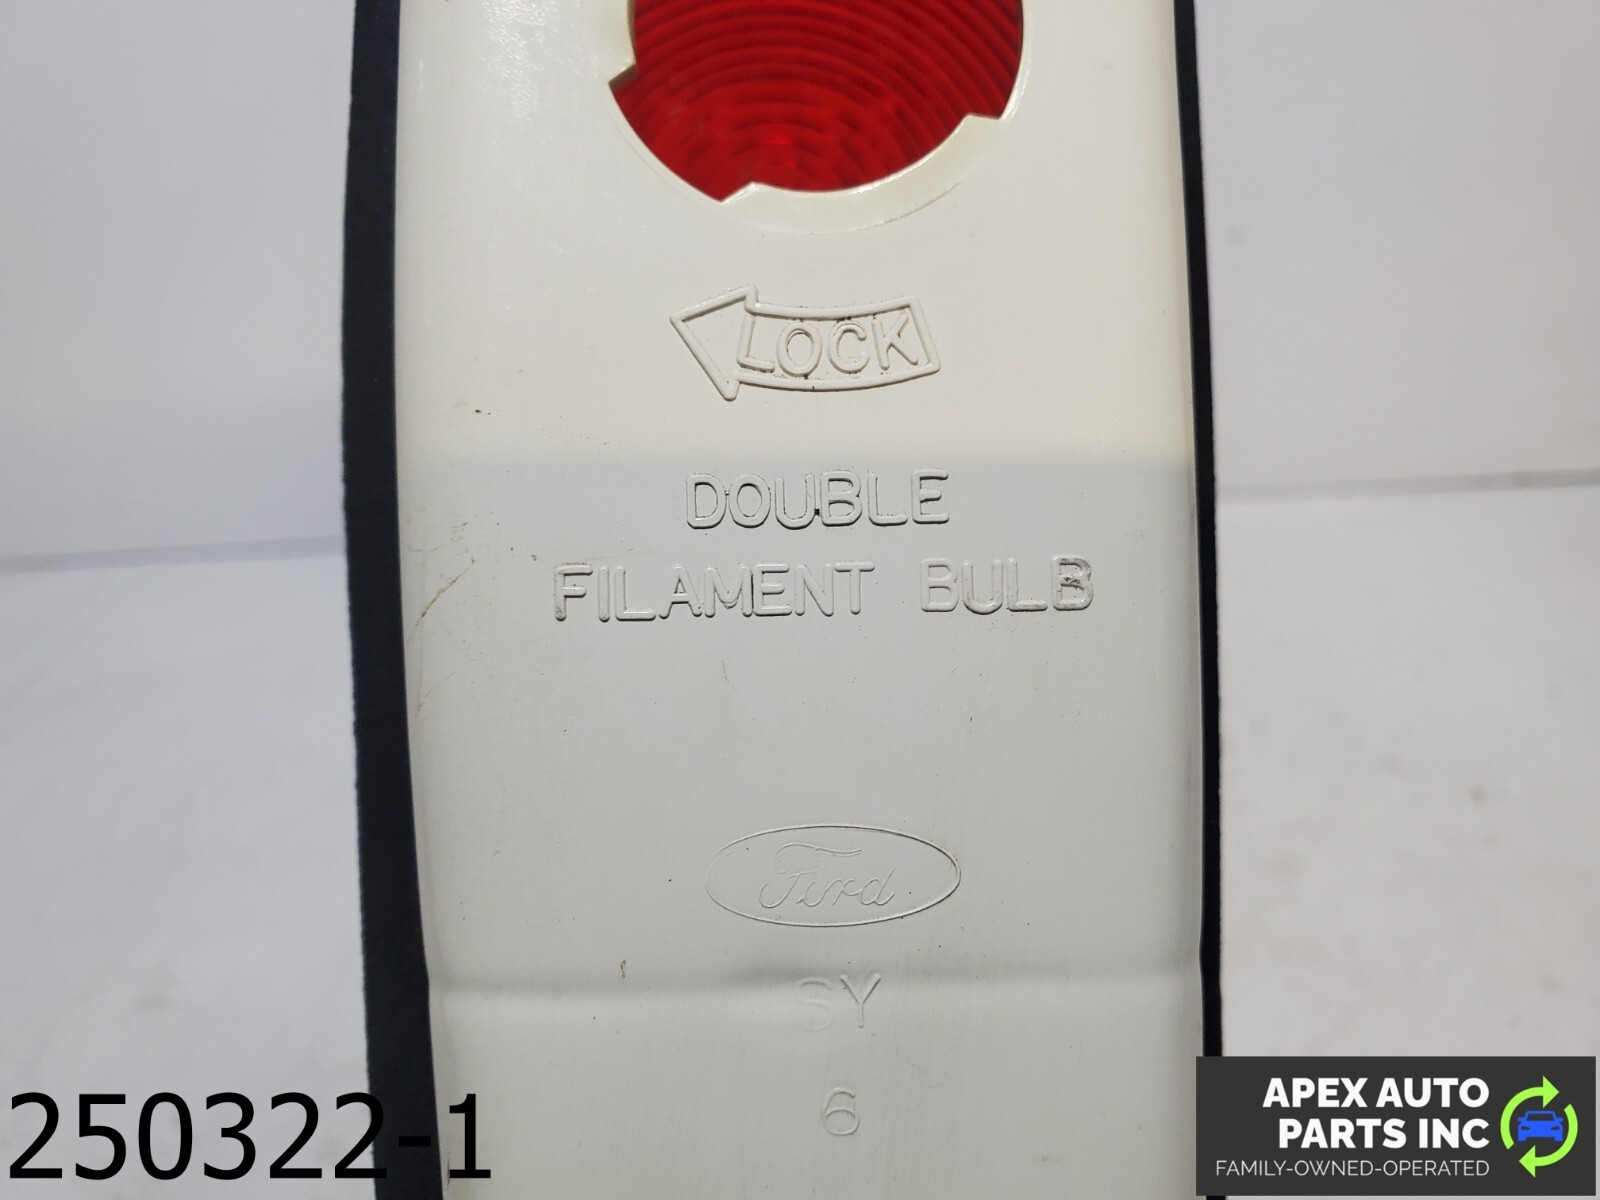 LOCK
DOUBLE
FILAMENT BULB
Ford
SY
6
250322-1
APEX AUTO
PARTS INC
FAMILY-OWNED-OPERATED